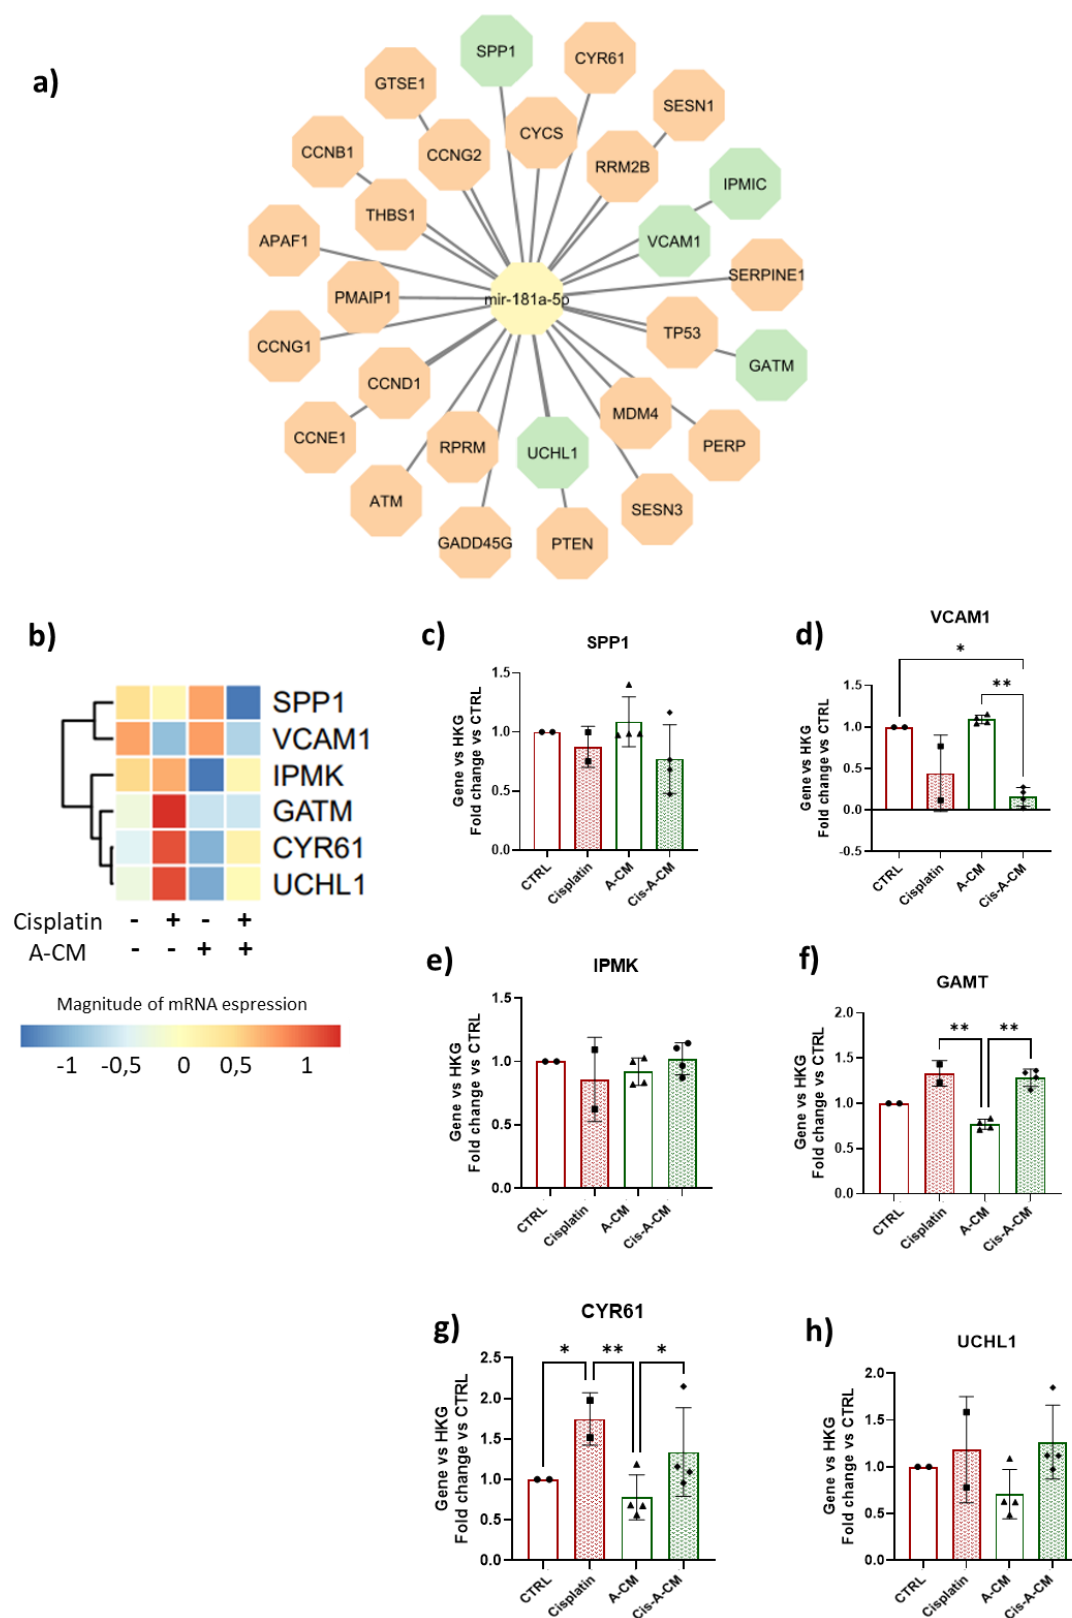 a)
SPP1
CYR61
GTSE1
SESN1
CYCS
CCNB1
CCNG2
RRM2B
IPMIC
THBS1
VCAM1
APAF1
SERPINE1
PMAIP1
mir-181a-5p
TP53
CCNG1
GATM
CCND1
MDM4
CCNE1
RPRM
UCHL1
PERP
ATM
SESN3
GADD45G
PTEN
b)
SPP1
VCAM1
IPMK
GATM
CYR61
UCHL1
Cisplatin - + - +
A-CM - - + +
Magnitude of mRNA espression
-1 -0,5 0 0,5 1
c)
SPP1
Gene vs HKG
Fold change vs CTRL
1.5
1.0
0.5
0.0
CTRL
Cisplatin
A-CM
Cis-A-CM
d)
VCAM1
*
**
Gene vs HKG
Fold change vs CTRL
1.5
1.0
0.5
0.0
-0.5
CTRL
Cisplatin
A-CM
Cis-A-CM
e)
IPMK
Gene vs HKG
Fold change vs CTRL
1.5
1.0
0.5
0.0
CTRL
Cisplatin
A-CM
Cis-A-CM
f)
GAMT
** **
Gene vs HKG
Fold change vs CTRL
2.0
1.5
1.0
0.5
0.0
CTRL
Cisplatin
A-CM
Cis-A-CM
g)
CYR61
* ** *
Gene vs HKG
Fold change vs CTRL
2.5
2.0
1.5
1.0
0.5
0.0
CTRL
Cisplatin
A-CM
Cis-A-CM
h)
UCHL1
Gene vs HKG
Fold change vs CTRL
2.0
1.5
1.0
0.5
0.0
CTRL
Cisplatin
A-CM
Cis-A-CM